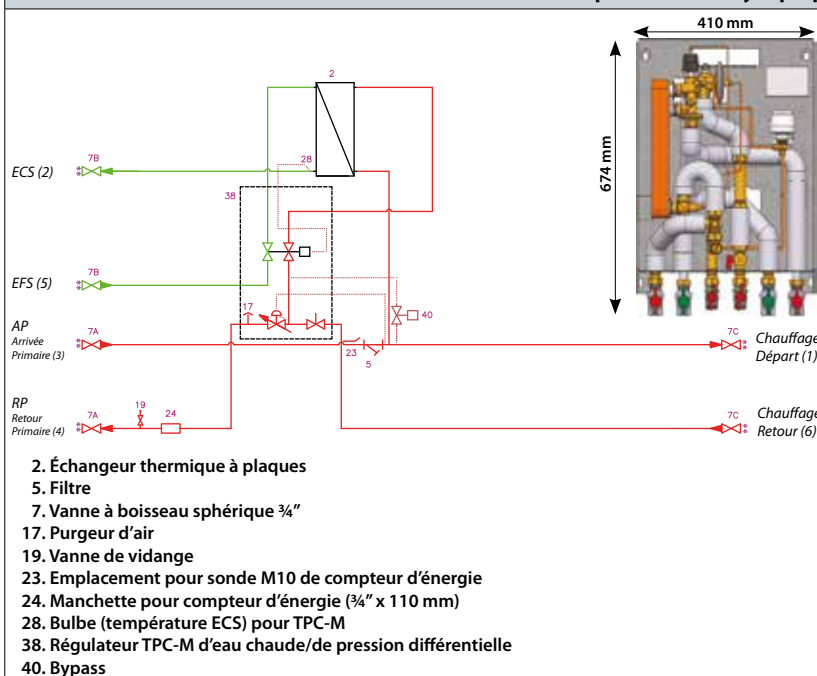 410 mm
674 mm
2
7B
28
ECS (2)
**
38
7B
EFS (5)
**
17
40
AP
Arrivée
Primaire (3)
7A
**
23
5
7C
**
Chauffage
Départ (1)
RP
Retour
Primaire (4)
7A
**
19
24
7C
**
Chauffage
Retour (6)
2. Échangeur thermique à plaques
5. Filtre
7. Vanne à boisseau sphérique ¾"
17. Purgeur d'air
19. Vanne de vidange
23. Emplacement pour sonde M10 de compteur d'énergie
24. Manchette pour compteur d'énergie (¾" x 110 mm)
28. Bulbe (température ECS) pour TPC-M
38. Régulateur TPC-M d'eau chaude/de pression différentielle
40. Bypass